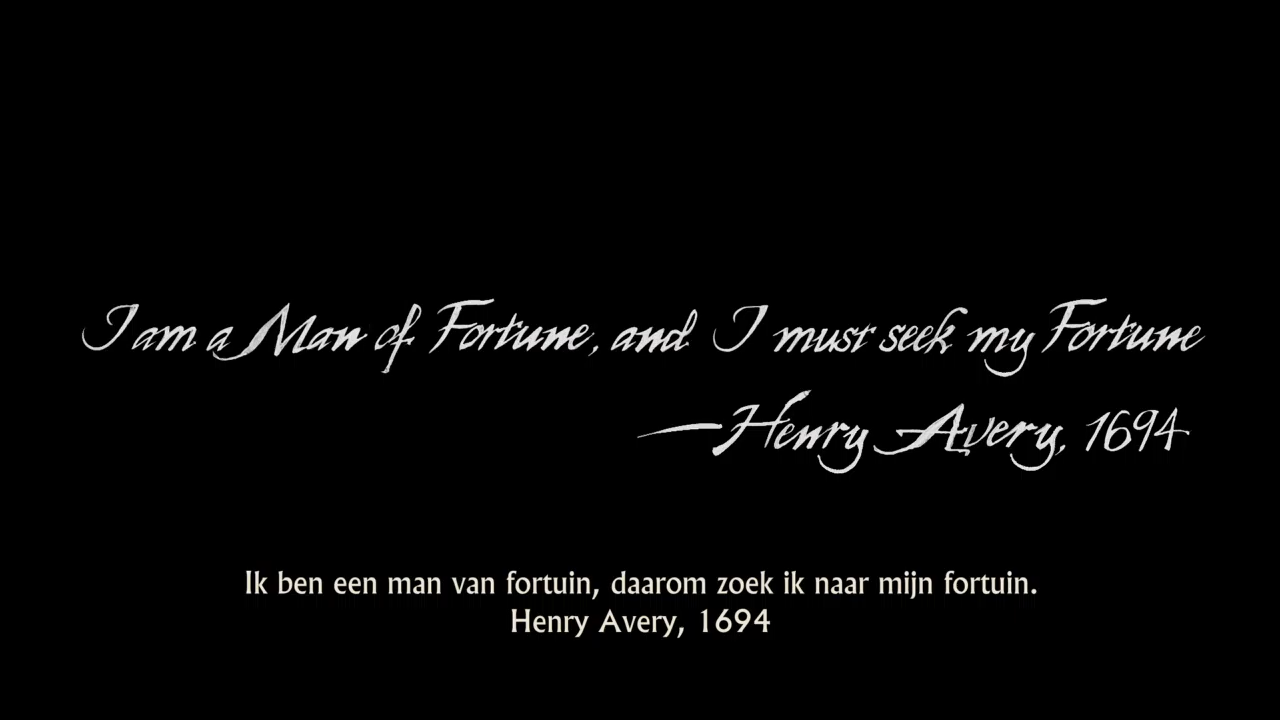 I am a Man of Fortune, and I must seek my Fortune
—Henry Avery, 1694
Ik ben een man van fortuin, daarom zoek ik naar mijn fortuin.
Henry Avery, 1694